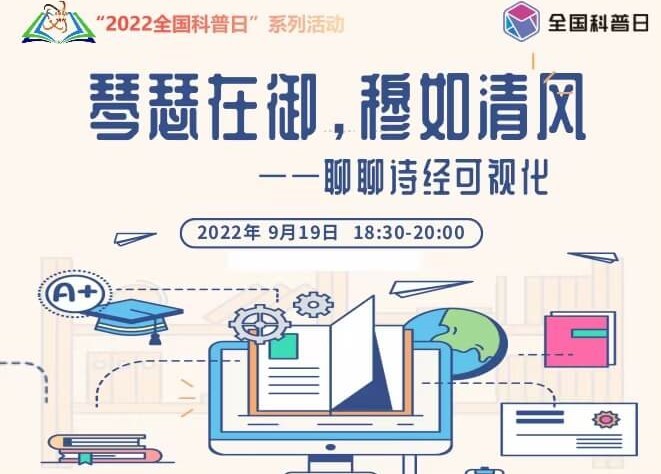 “2022全国科普日”系列活动
全国科普日
琴瑟在御,穆如清风
——聊聊诗经可视化
2022年 9月19日 18:30-20:00
A+